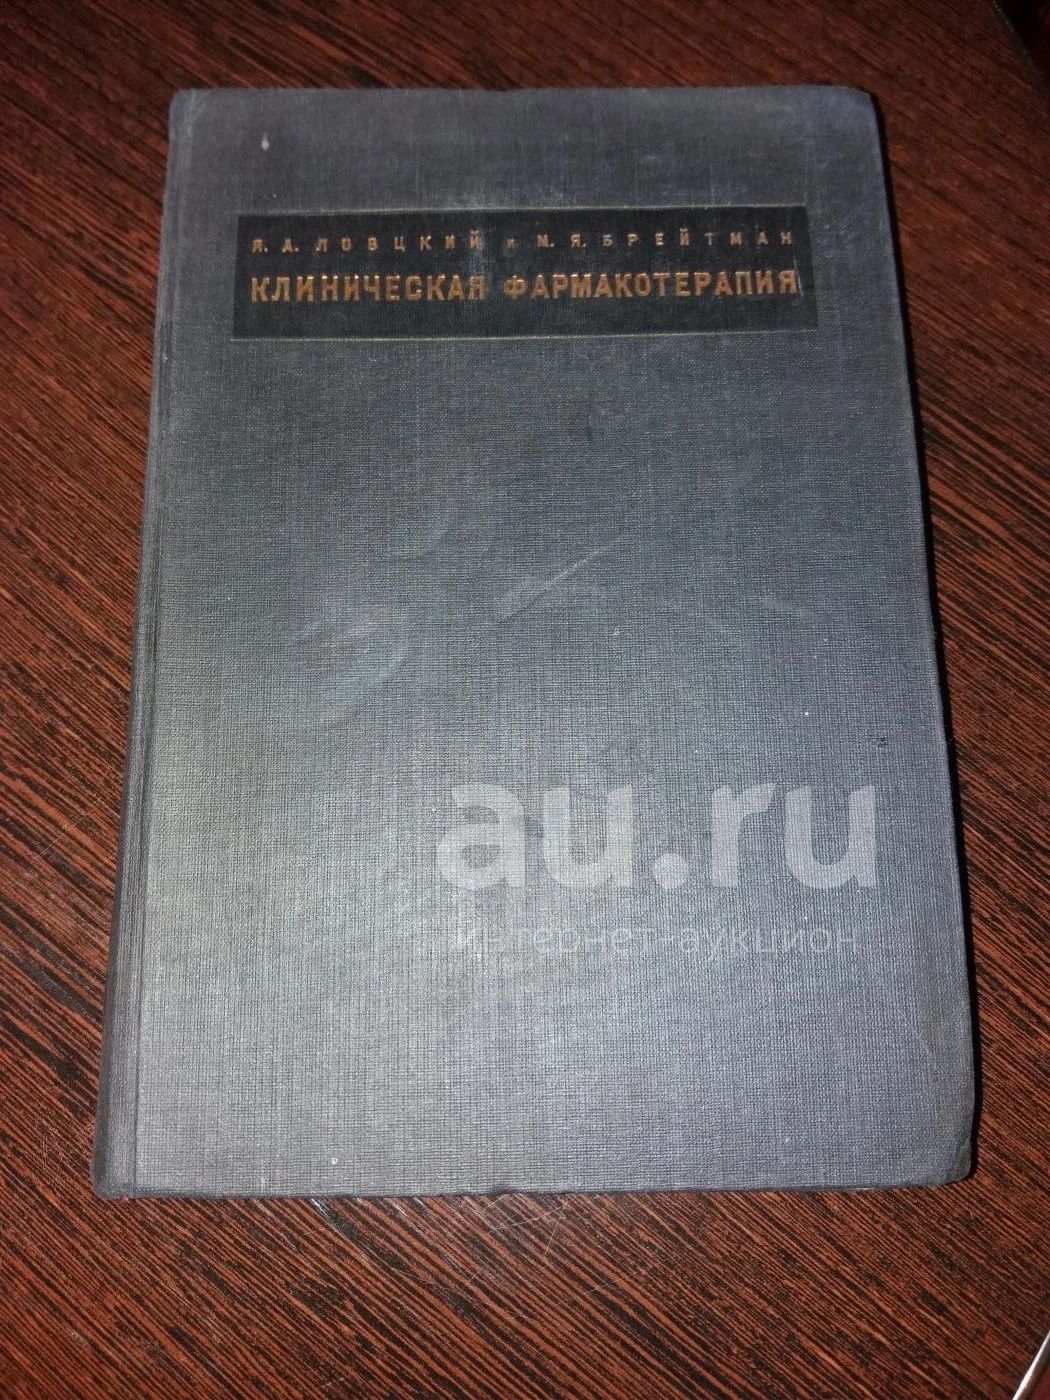 Я. А. ЛОВЦКИЙ и М. Я. БРЕЙТМАН
КЛИНИЧЕСКАЯ ФАРМАКОТЕРАПИЯ
au.ru
интернет-аукцион